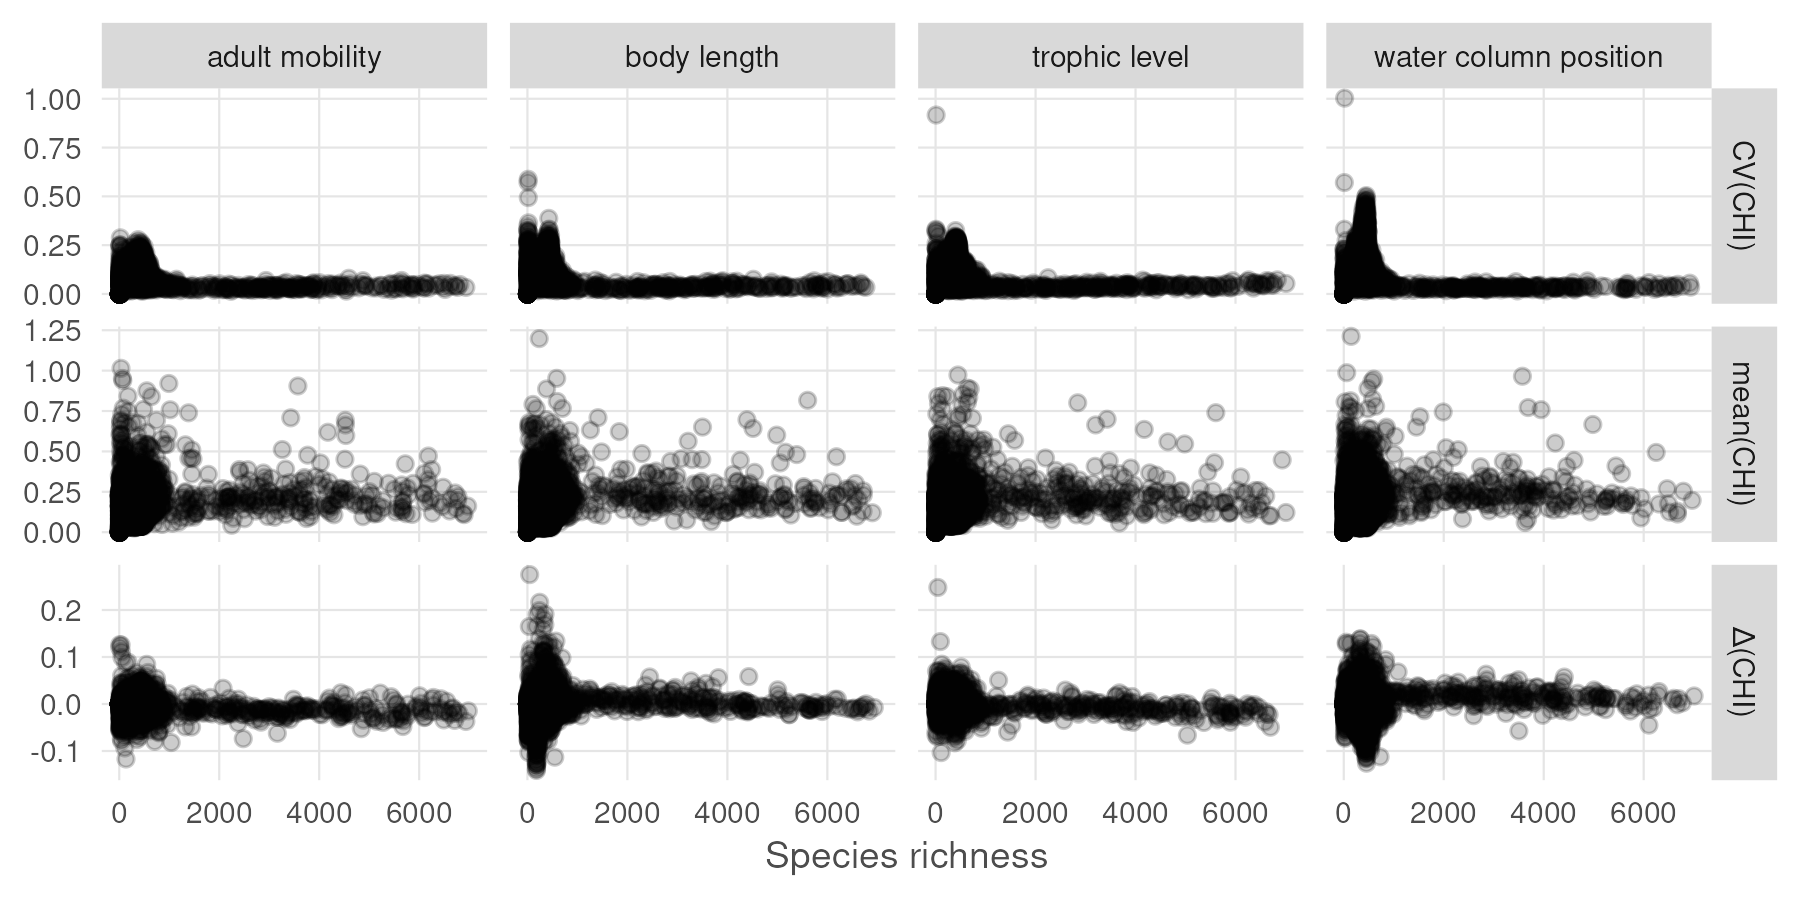 adult mobility
body length
trophic level
water column position
1.00
0.75
0.50
0.25
0.00
CV(CHI)
1.25
1.00
0.75
0.50
0.25
0.00
mean(CHI)
0.2
0.1
0.0
-0.1
Δ(CHI)
0 2000 4000 6000
0 2000 4000 6000
0 2000 4000 6000
0 2000 4000 6000
Species richness